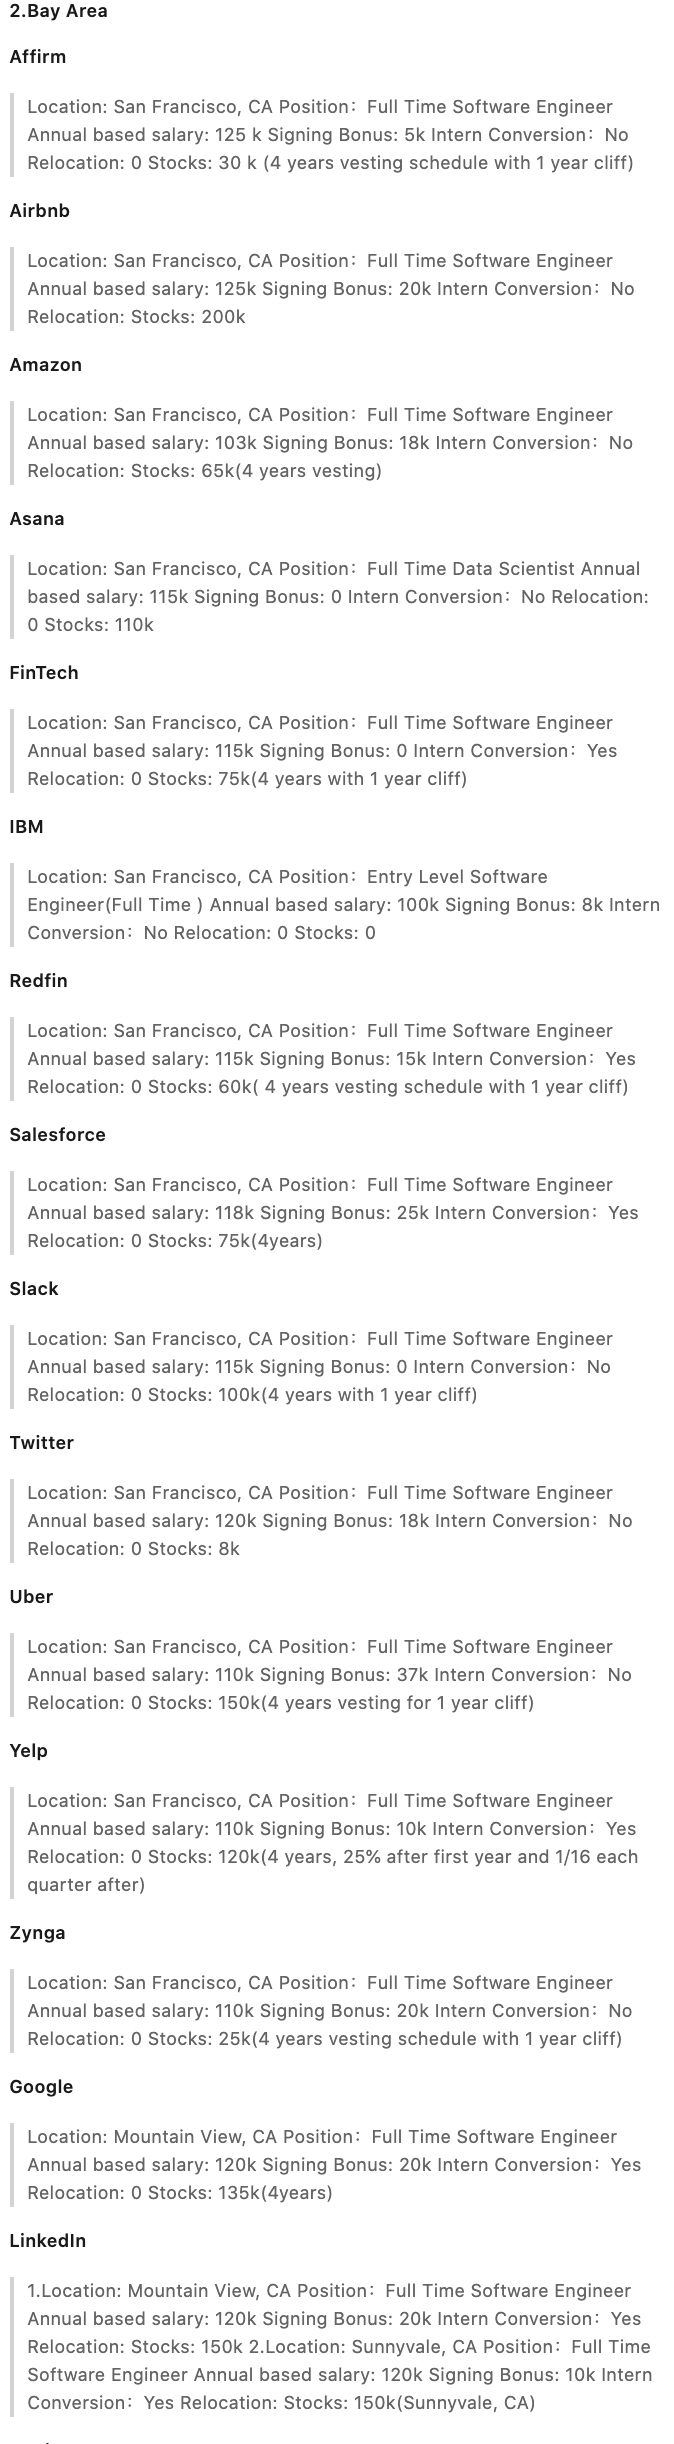 2.Bay Area
Affirm
Location: San Francisco, CA Position：Full Time Software Engineer
Annual based salary: 125 k Signing Bonus: 5k Intern Conversion：No
Relocation: 0 Stocks: 30 k (4 years vesting schedule with 1 year cliff)
Airbnb
Location: San Francisco, CA Position：Full Time Software Engineer
Annual based salary: 125k Signing Bonus: 20k Intern Conversion：No
Relocation: Stocks: 200k
Amazon
Location: San Francisco, CA Position：Full Time Software Engineer
Annual based salary: 103k Signing Bonus: 18k Intern Conversion：No
Relocation: Stocks: 65k(4 years vesting)
Asana
Location: San Francisco, CA Position：Full Time Data Scientist Annual
based salary: 115k Signing Bonus: 0 Intern Conversion：No Relocation:
0 Stocks: 110k
FinTech
Location: San Francisco, CA Position：Full Time Software Engineer
Annual based salary: 115k Signing Bonus: 0 Intern Conversion：Yes
Relocation: 0 Stocks: 75k(4 years with 1 year cliff)
IBM
Location: San Francisco, CA Position：Entry Level Software
Engineer(Full Time ) Annual based salary: 100k Signing Bonus: 8k Intern
Conversion：No Relocation: 0 Stocks: 0
Redfin
Location: San Francisco, CA Position：Full Time Software Engineer
Annual based salary: 115k Signing Bonus: 15k Intern Conversion：Yes
Relocation: 0 Stocks: 60k( 4 years vesting schedule with 1 year cliff)
Salesforce
Location: San Francisco, CA Position：Full Time Software Engineer
Annual based salary: 118k Signing Bonus: 25k Intern Conversion：Yes
Relocation: 0 Stocks: 75k(4years)
Slack
Location: San Francisco, CA Position：Full Time Software Engineer
Annual based salary: 115k Signing Bonus: 0 Intern Conversion：No
Relocation: 0 Stocks: 100k(4 years with 1 year cliff)
Twitter
Location: San Francisco, CA Position：Full Time Software Engineer
Annual based salary: 120k Signing Bonus: 18k Intern Conversion：No
Relocation: 0 Stocks: 8k
Uber
Location: San Francisco, CA Position：Full Time Software Engineer
Annual based salary: 110k Signing Bonus: 37k Intern Conversion：No
Relocation: 0 Stocks: 150k(4 years vesting for 1 year cliff)
Yelp
Location: San Francisco, CA Position：Full Time Software Engineer
Annual based salary: 110k Signing Bonus: 10k Intern Conversion：Yes
Relocation: 0 Stocks: 120k(4 years, 25% after first year and 1/16 each
quarter after)
Zynga
Location: San Francisco, CA Position：Full Time Software Engineer
Annual based salary: 110k Signing Bonus: 20k Intern Conversion：No
Relocation: 0 Stocks: 25k(4 years vesting schedule with 1 year cliff)
Google
Location: Mountain View, CA Position：Full Time Software Engineer
Annual based salary: 120k Signing Bonus: 20k Intern Conversion：Yes
Relocation: 0 Stocks: 135k(4years)
LinkedIn
1.Location: Mountain View, CA Position：Full Time Software Engineer
Annual based salary: 120k Signing Bonus: 20k Intern Conversion：Yes
Relocation: Stocks: 150k 2.Location: Sunnyvale, CA Position：Full Time
Software Engineer Annual based salary: 120k Signing Bonus: 10k Intern
Conversion：Yes Relocation: Stocks: 150k(Sunnyvale, CA)